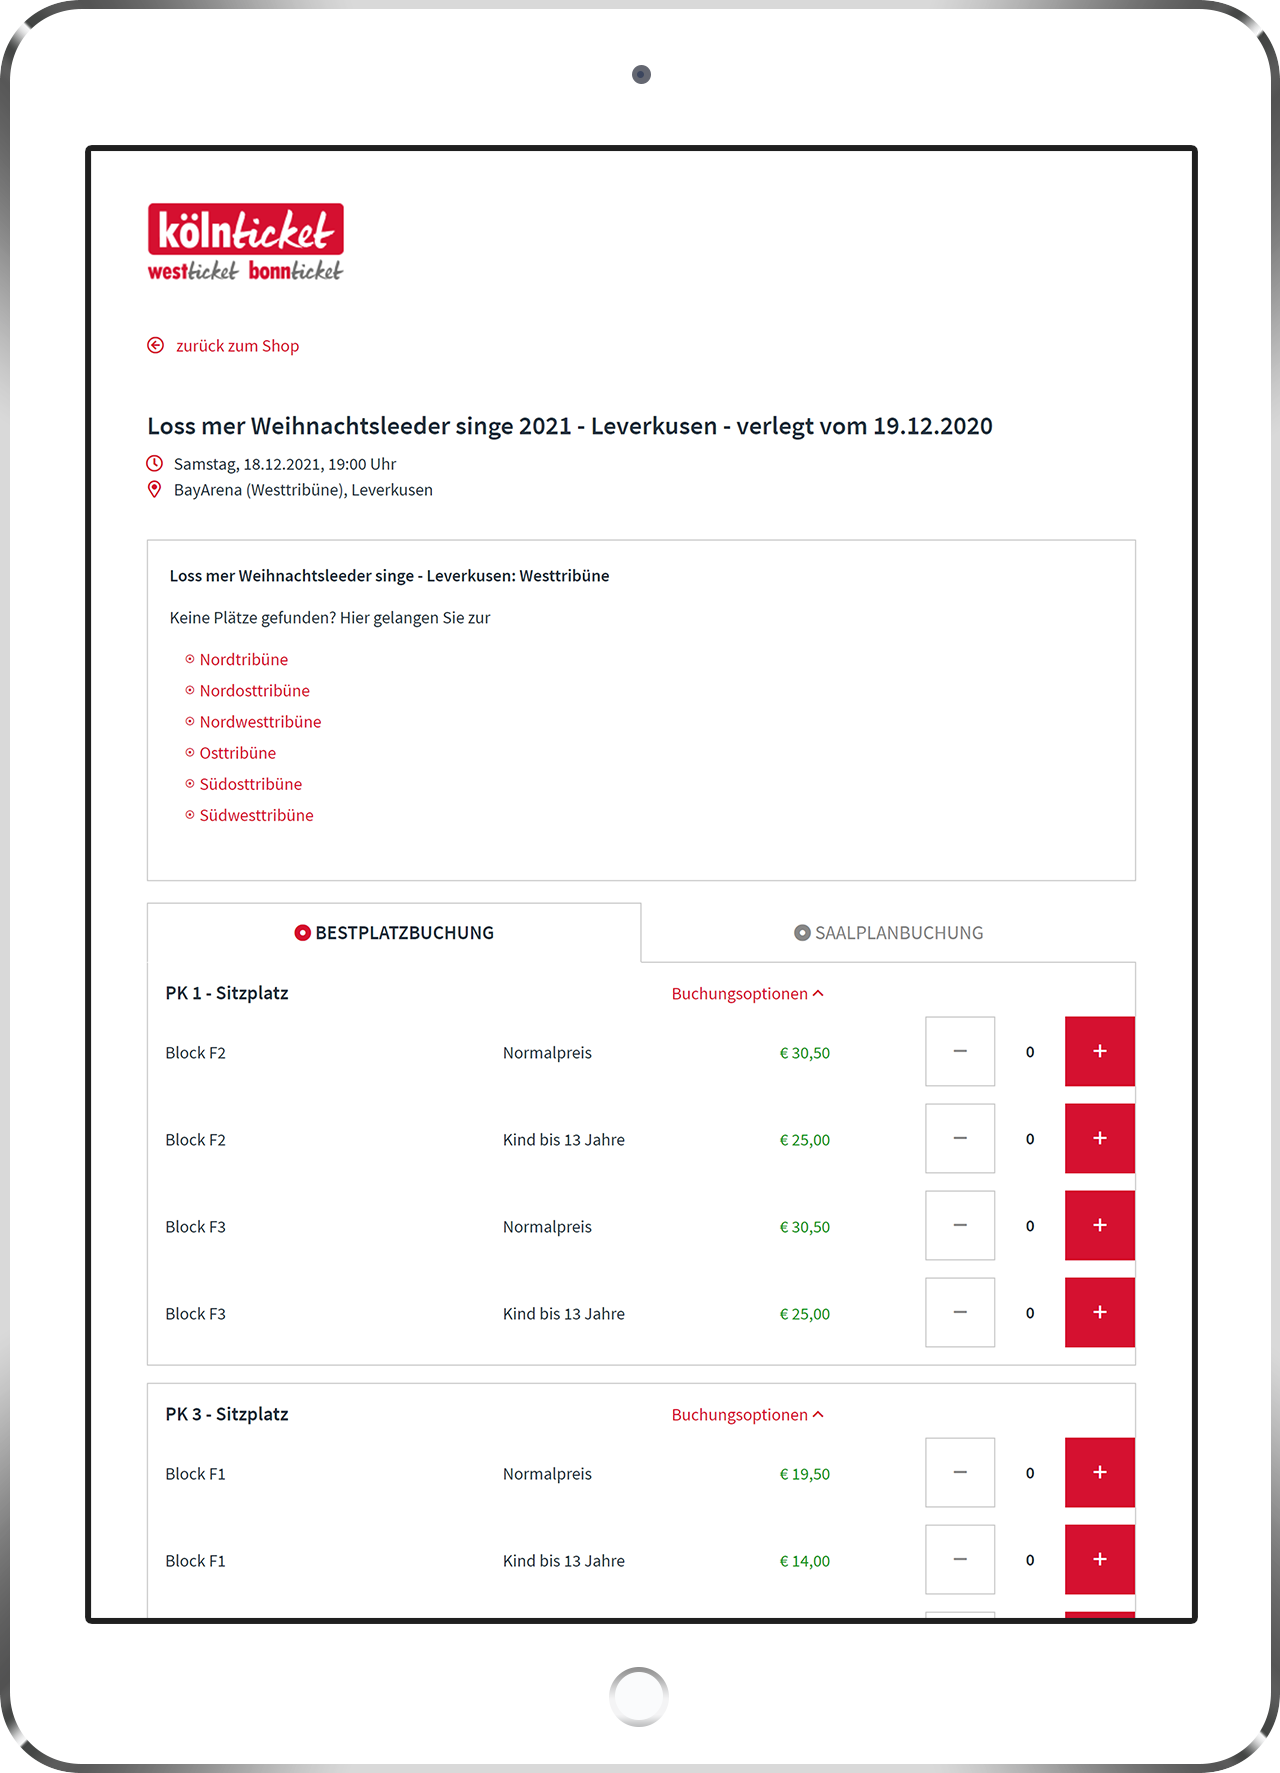 kölnticket
westticket bonnticket
zurück zum Shop
Loss mer Weihnachtsleeder singe 2021 - Leverkusen - verlegt vom 19.12.2020
Samstag, 18.12.2021, 19:00 Uhr
BayArena (Westtribüne), Leverkusen
Loss mer Weihnachtsleeder singe - Leverkusen: Westtribüne
Keine Plätze gefunden? Hier gelangen Sie zur
Nordtribüne
Nordosttribüne
Nordwesttribüne
Osttribüne
Südosttribüne
Südwesttribüne
BESTPLATZBUCHUNG SAALPLANBUCHUNG
PK 1 - Sitzplatz Buchungsoptionen
Block F2 Normalpreis € 30,50 − 0 +
Block F2 Kind bis 13 Jahre € 25,00 − 0 +
Block F3 Normalpreis € 30,50 − 0 +
Block F3 Kind bis 13 Jahre € 25,00 − 0 +
PK 3 - Sitzplatz Buchungsoptionen
Block F1 Normalpreis € 19,50 − 0 +
Block F1 Kind bis 13 Jahre € 14,00 − 0 +